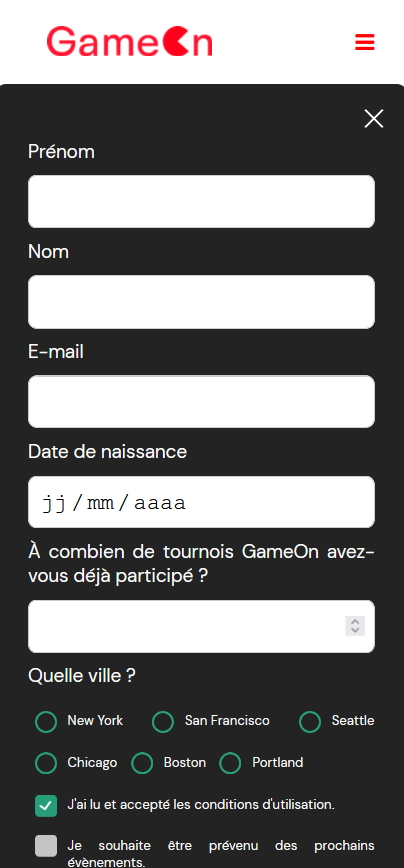 GameOn
Prénom
Nom
E-mail
Date de naissance
jj / mm / aaaa
À combien de tournois GameOn avez-
vous déjà participé ?
Quelle ville ?
New York San Francisco Seattle
Chicago Boston Portland
J'ai lu et accepté les conditions d'utilisation.
Je souhaite être prévenu des prochains
évènements.